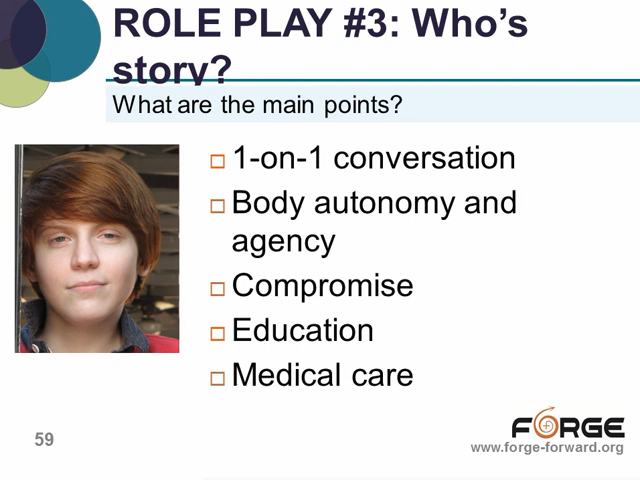 ROLE PLAY #3: Who's
story?
What are the main points?
1-on-1 conversation
Body autonomy and
agency
Compromise
Education
Medical care
FORGE
59
www.forge-forward.org